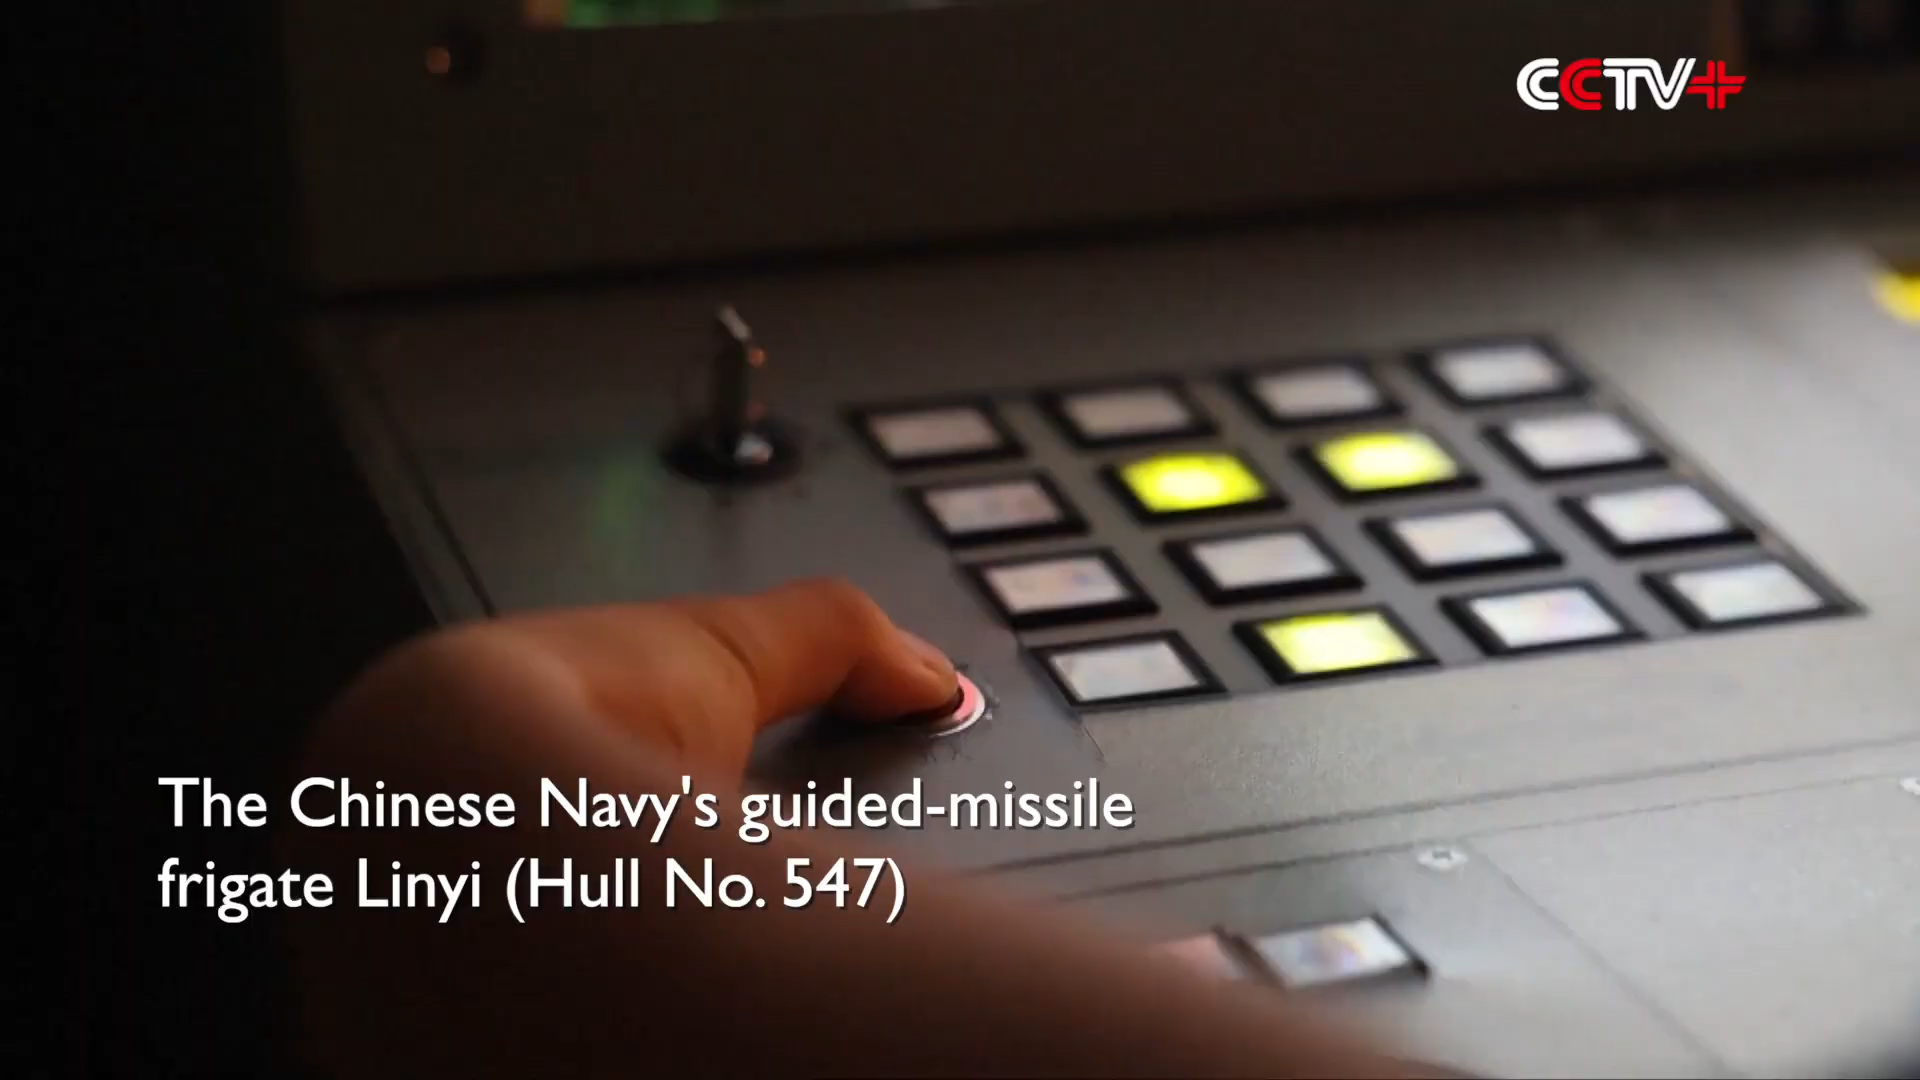 CCTV+
The Chinese Navy's guided-missile
frigate Linyi (Hull No. 547)